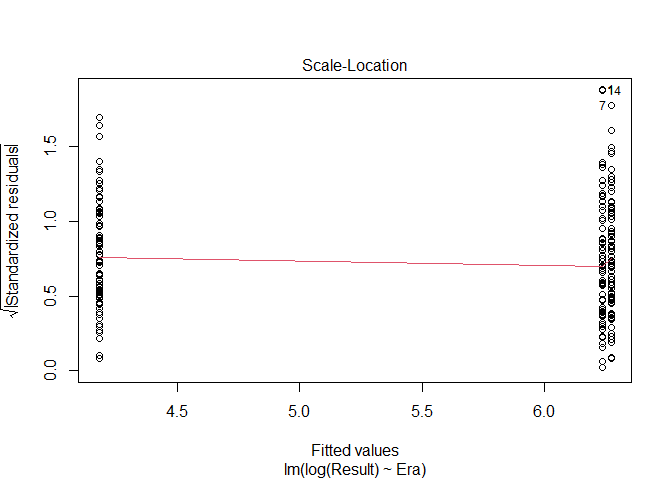 Scale-Location
14
7
√|Standardized residuals|
1.5
1.0
0.5
0.0
4.5 5.0 5.5 6.0
Fitted values
lm(log(Result) ~ Era)